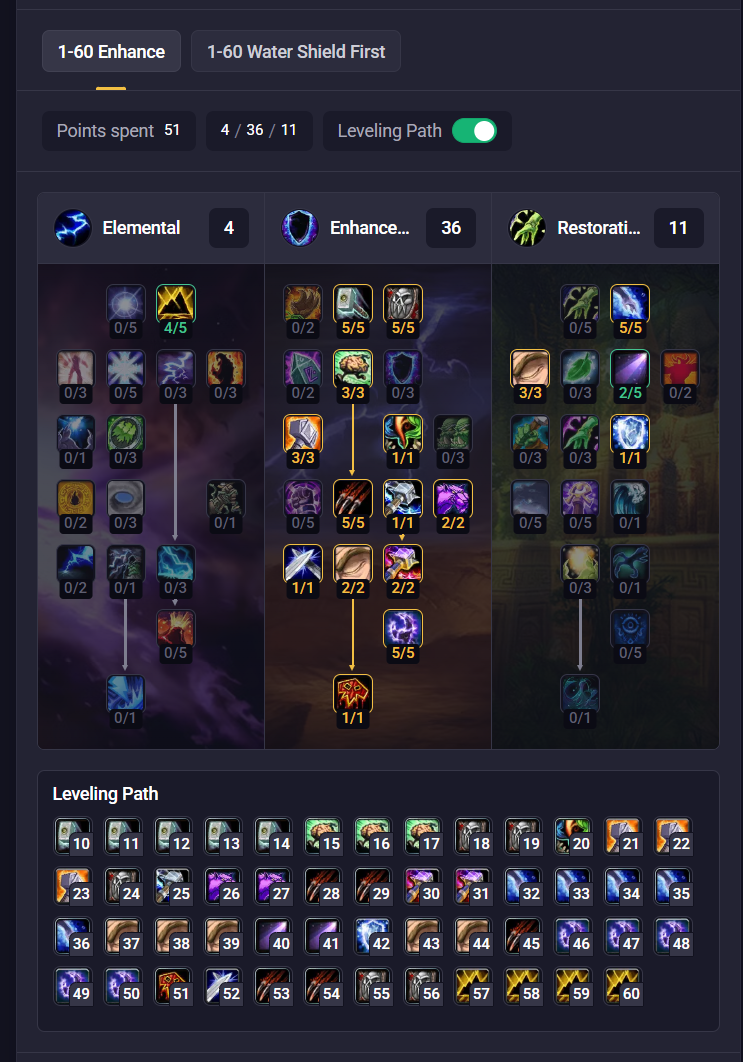 1-60 Enhance 1-60 Water Shield First
Points spent 51 4 / 36 / 11 Leveling Path
Elemental 4 Enhance... 36 Restorati... 11
0/5 4/5 0/2 5/5 5/5 0/5 5/5
0/3 0/5 0/3 0/3 0/2 3/3 0/3 3/3 0/3 2/5 0/2
0/1 0/3 3/3 1/1 0/3 0/3 0/3 1/1
0/2 0/3 0/1 0/5 5/5 1/1 2/2 0/5 0/5 0/1
0/2 0/1 0/3 1/1 2/2 2/2 0/3 0/1
0/5 5/5 0/5
0/1 1/1 0/1
Leveling Path
10 11 12 13 14 15 16 17 18 19 20 21 22
23 24 25 26 27 28 29 30 31 32 33 34 35
36 37 38 39 40 41 42 43 44 45 46 47 48
49 50 51 52 53 54 55 56 57 58 59 60